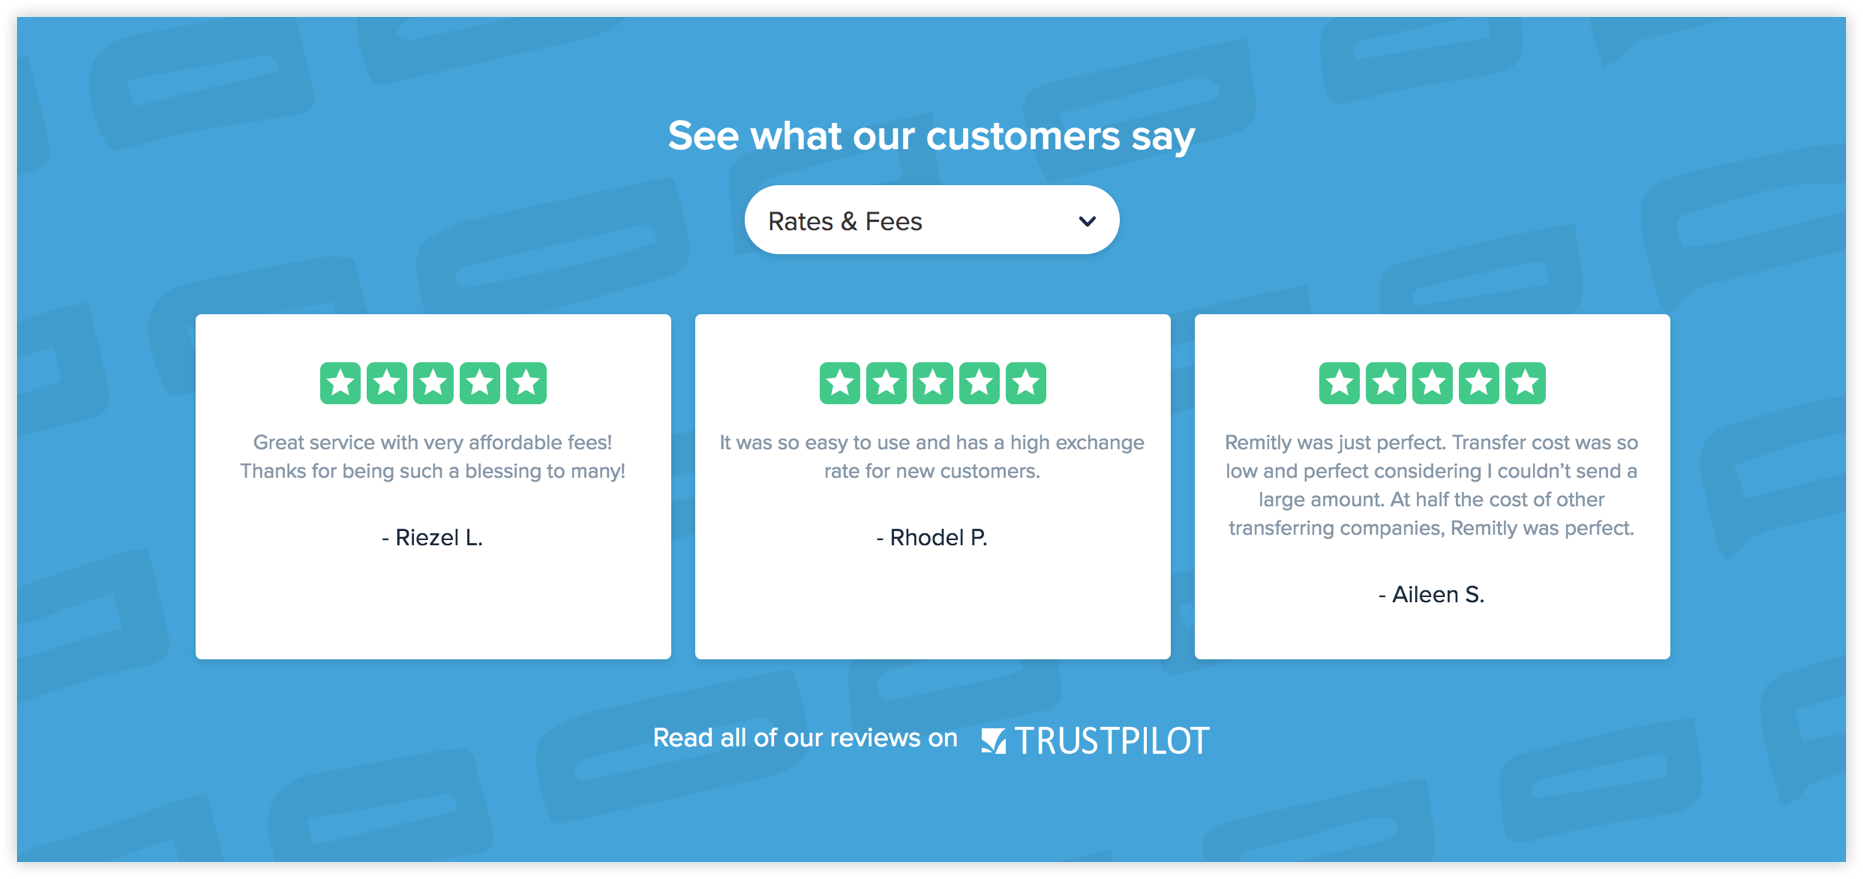 See what our customers say
Rates & Fees
Great service with very affordable fees!
Thanks for being such a blessing to many!
- Riezel L.
It was so easy to use and has a high exchange
rate for new customers.
- Rhodel P.
Remitly was just perfect. Transfer cost was so
low and perfect considering I couldn’t send a
large amount. At half the cost of other
transferring companies, Remitly was perfect.
- Aileen S.
Read all of our reviews on TRUSTPILOT